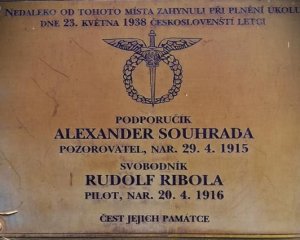 NEDALEKO OD TOHOTO MÍSTA ZAHYNULI PŘI PLNĚNÍ ÚKOLU
DNE 23. KVĚTNA 1938 ČESKOSLOVENŠTÍ LETCI
PODPORUČÍK
ALEXANDER SOUHRADA
POZOROVATEL, NAR. 29. 4. 1915
SVOBODNÍK
RUDOLF RIBOLA
PILOT, NAR. 20. 4. 1916
ČEST JEJICH PAMÁTCE